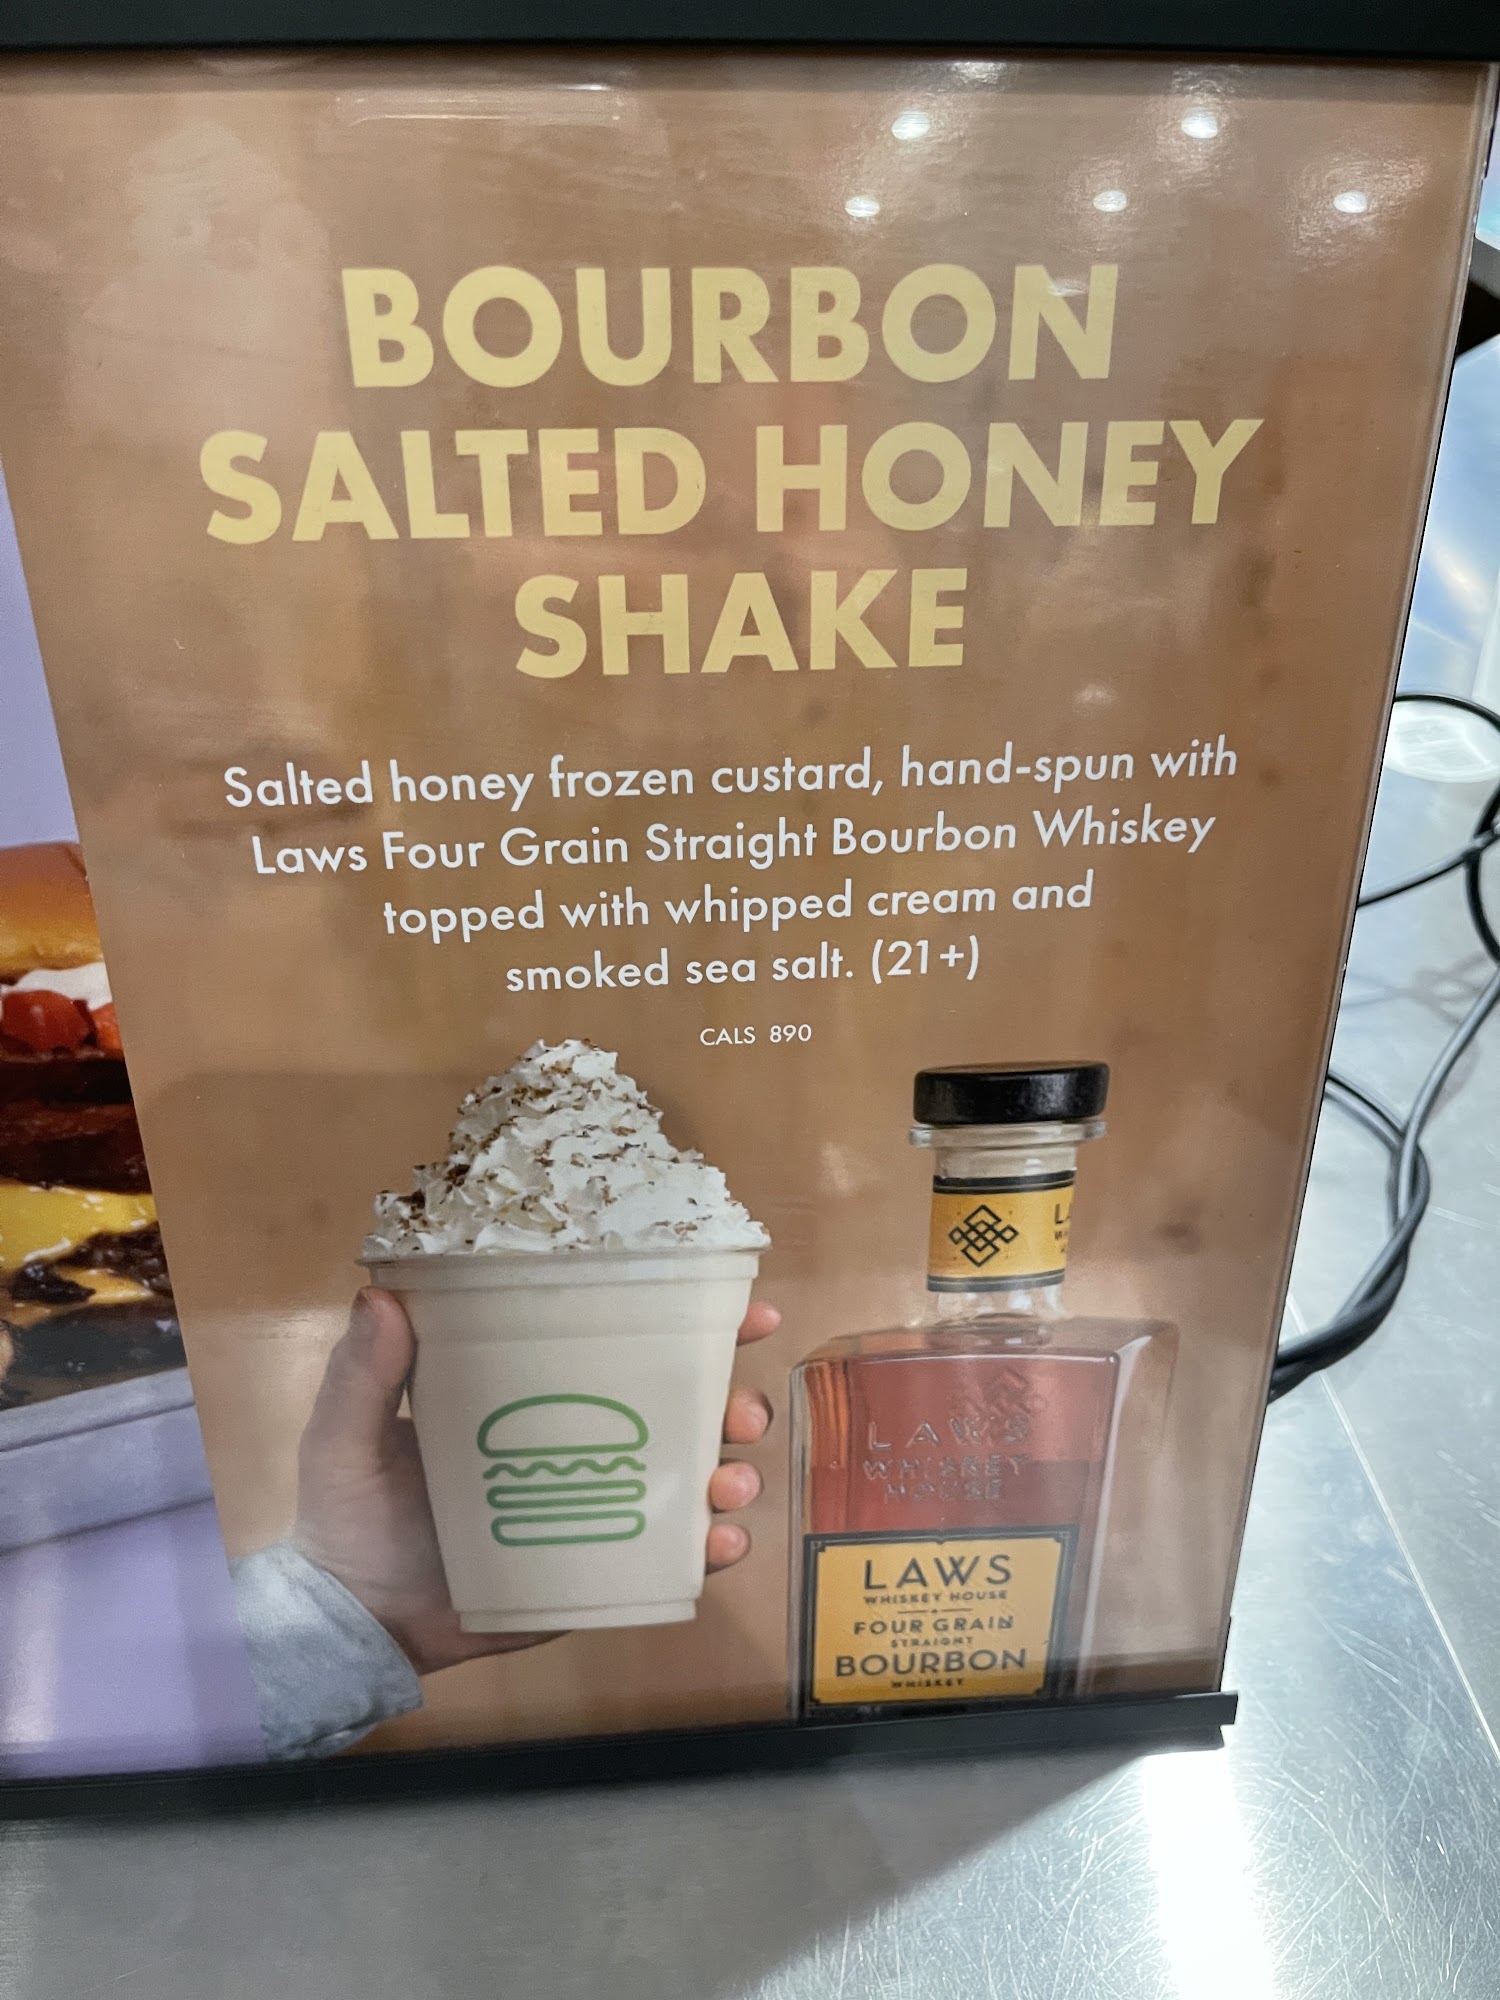 BOURBON
SALTED HONEY
SHAKE
Salted honey frozen custard, hand-spun with
Laws Four Grain Straight Bourbon Whiskey
topped with whipped cream and
smoked sea salt. (21+)
CALS 890
LAWS
WHISKEY
HOUSE
LAWS
WHISKEY HOUSE
FOUR GRAIN
STRAIGHT
BOURBON
WHISKEY